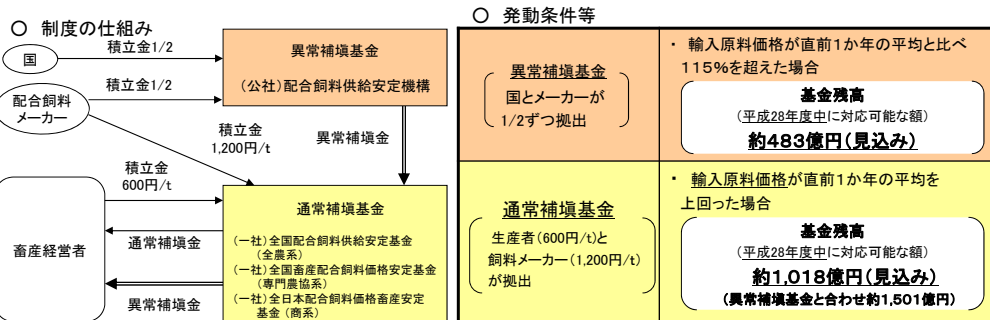 ○ 制度の仕組み
国
積立金1/2
配合飼料
メーカー
積立金1/2
異常補塡基金
(公社)配合飼料供給安定機構
積立金
1,200円/t
異常補塡金
積立金
600円/t
畜産経営者
通常補塡金
異常補塡金
通常補塡基金
(一社)全国配合飼料供給安定基金
(全農系)
(一社)全国畜産配合飼料価格安定基金
(専門農協系)
(一社)全日本配合飼料価格畜産安定
基金(商系)
○ 発動条件等
異常補塡基金
国とメーカーが
1/2ずつ拠出
・ 輸入原料価格が直前1か年の平均と比べ
115%を超えた場合
基金残高
(平成28年度中に対応可能な額)
約483億円(見込み)
通常補塡基金
生産者(600円/t)と
飼料メーカー(1,200円/t)
が拠出
・ 輸入原料価格が直前1か年の平均を
上回った場合
基金残高
(平成28年度中に対応可能な額)
約1,018億円(見込み)
(異常補塡基金と合わせ約1,501億円)